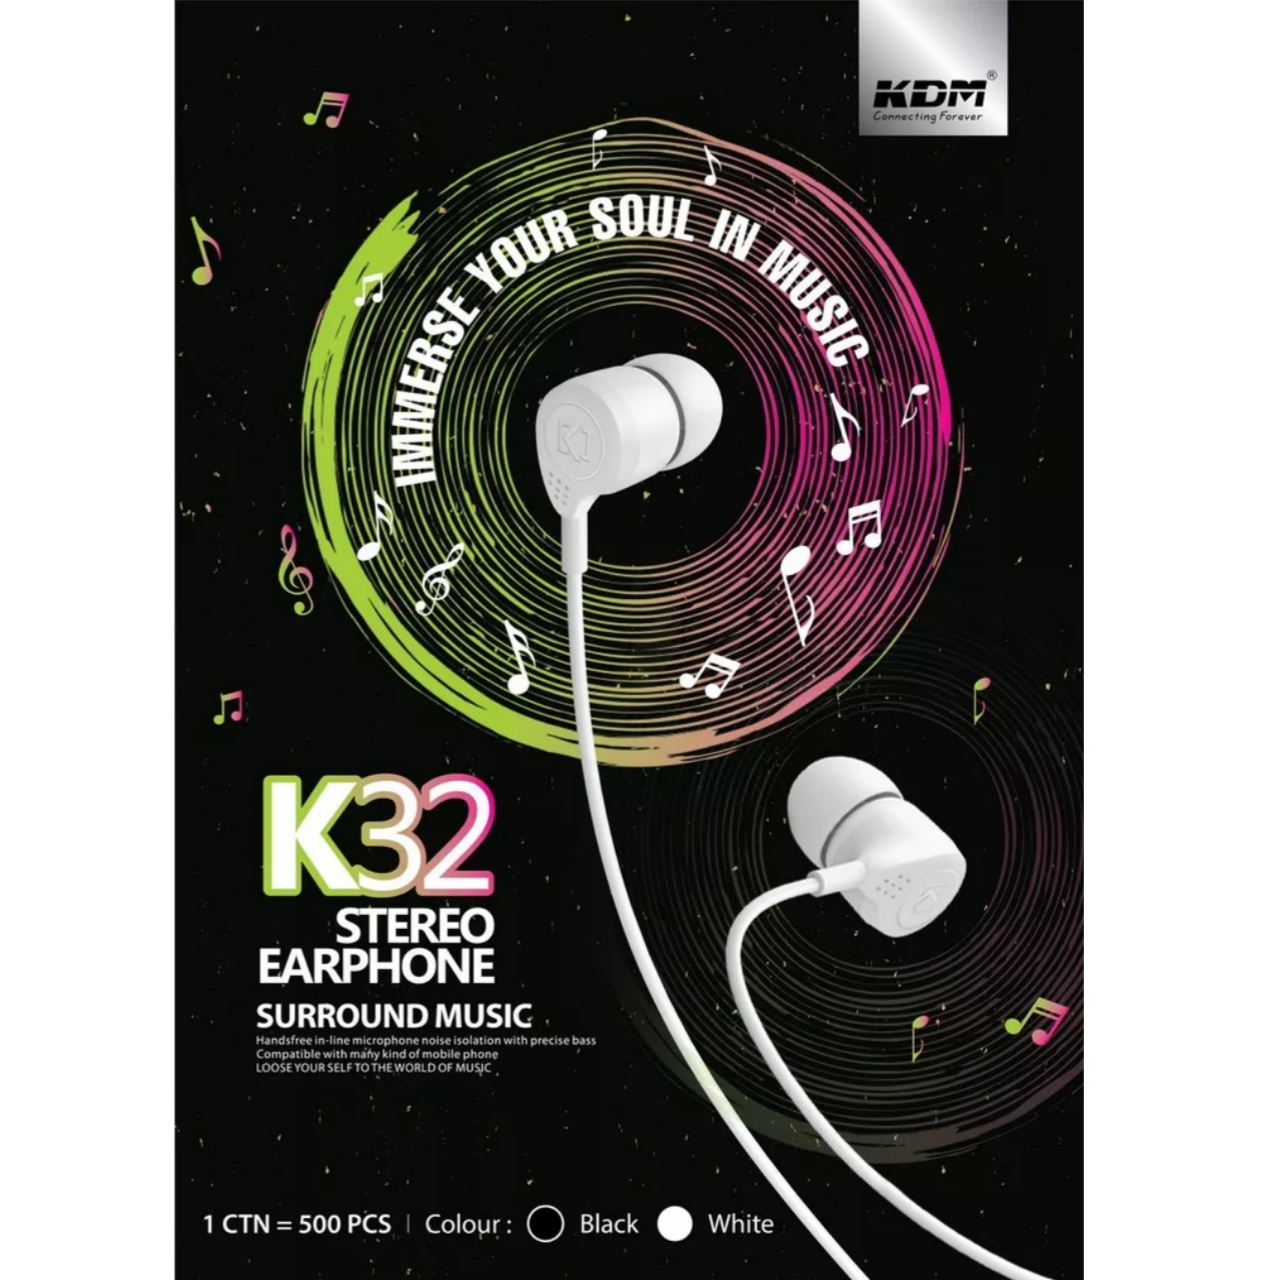 KDM®
Connecting Forever
IMMERSE YOUR SOUL IN MUSIC
K1
K32
STEREO
EARPHONE
SURROUND MUSIC
Handsfree in-line microphone noise isolation with precise bass
Compatible with many kind of mobile phone
LOOSE YOUR SELF TO THE WORLD OF MUSIC
1 CTN = 500 PCS | Colour : Black White